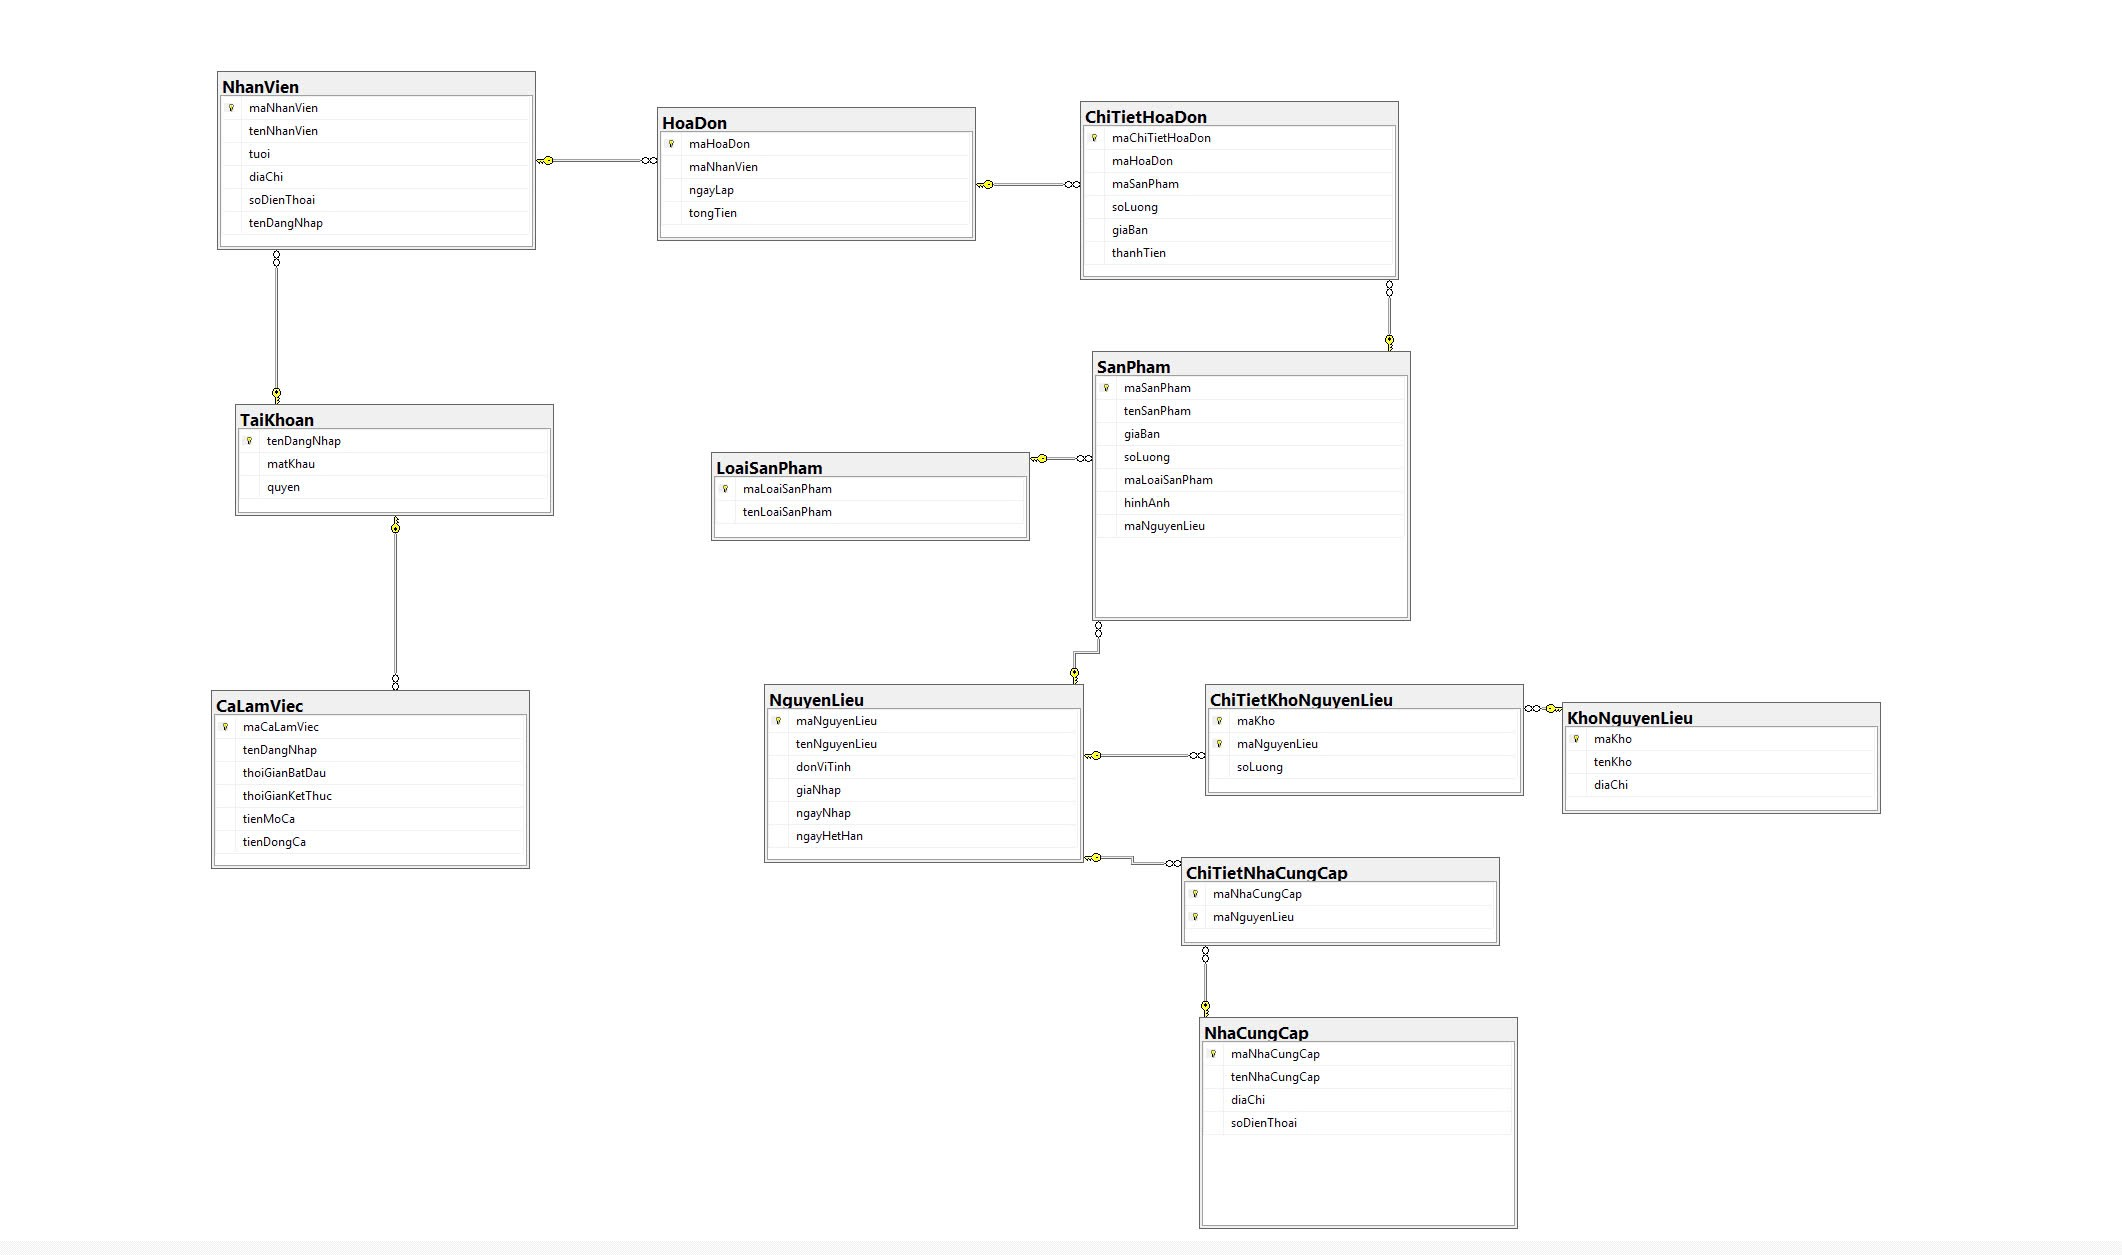 NhanVien
maNhanVien
tenNhanVien
tuoi
diaChi
soDienThoai
tenDangNhap
HoaDon
maHoaDon
maNhanVien
ngayLap
tongTien
ChiTietHoaDon
maChiTietHoaDon
maHoaDon
maSanPham
soLuong
giaBan
thanhTien
TaiKhoan
tenDangNhap
matKhau
quyen
LoaiSanPham
maLoaiSanPham
tenLoaiSanPham
SanPham
maSanPham
tenSanPham
giaBan
soLuong
maLoaiSanPham
hinhAnh
maNguyenLieu
CaLamViec
maCaLamViec
tenDangNhap
thoiGianBatDau
thoiGianKetThuc
tienMoCa
tienDongCa
NguyenLieu
maNguyenLieu
tenNguyenLieu
donViTinh
giaNhap
ngayNhap
ngayHetHan
ChiTietKhoNguyenLieu
maKho
maNguyenLieu
soLuong
KhoNguyenLieu
maKho
tenKho
diaChi
ChiTietNhaCungCap
maNhaCungCap
maNguyenLieu
NhaCungCap
maNhaCungCap
tenNhaCungCap
diaChi
soDienThoai